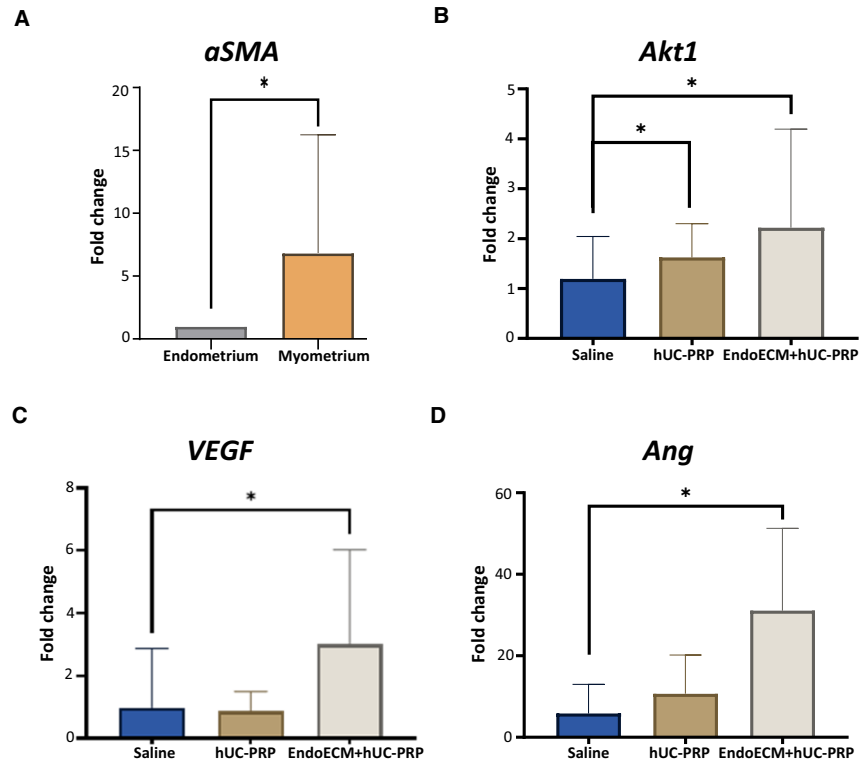 A
aSMA
*
20
15
10
5
0
Fold change
Endometrium Myometrium
B
Akt1
*
*
5
4
3
2
1
0
Fold change
Saline hUC-PRP EndoECM+hUC-PRP
C
VEGF
*
8
6
4
2
0
Fold change
Saline hUC-PRP EndoECM+hUC-PRP
D
Ang
*
60
40
20
0
Fold change
Saline hUC-PRP EndoECM+hUC-PRP